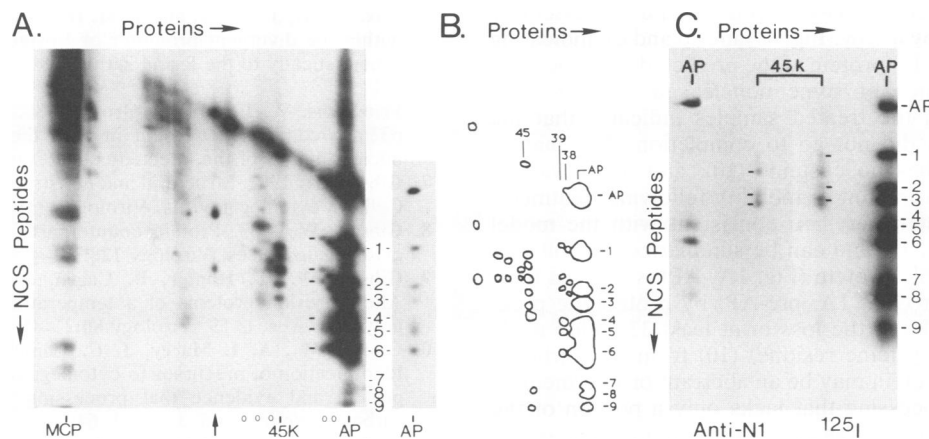 A. Proteins →
B. Proteins →
C. Proteins →
← NCS Peptides
1
2
3
4
5
6
7
8
9
MCP
45K
AP
AP
45
39
38
AP
-AP
-1
-2
-3
-4
-5
-6
-7
-8
-9
← NCS Peptides
AP
45k
AP
-AP
-1
-2
-3
-4
-5
-6
-7
-8
-9
Anti-N1
125I